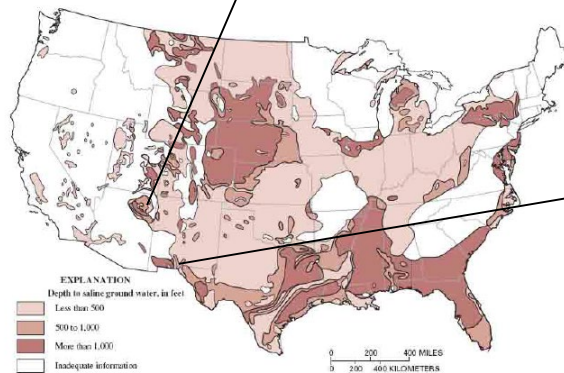 EXPLANATION
Depth to saline ground water, in feet
Less than 500
500 to 1,000
More than 1,000
Inadequate information
0 200 400 MILES
0 200 400 KILOMETERS